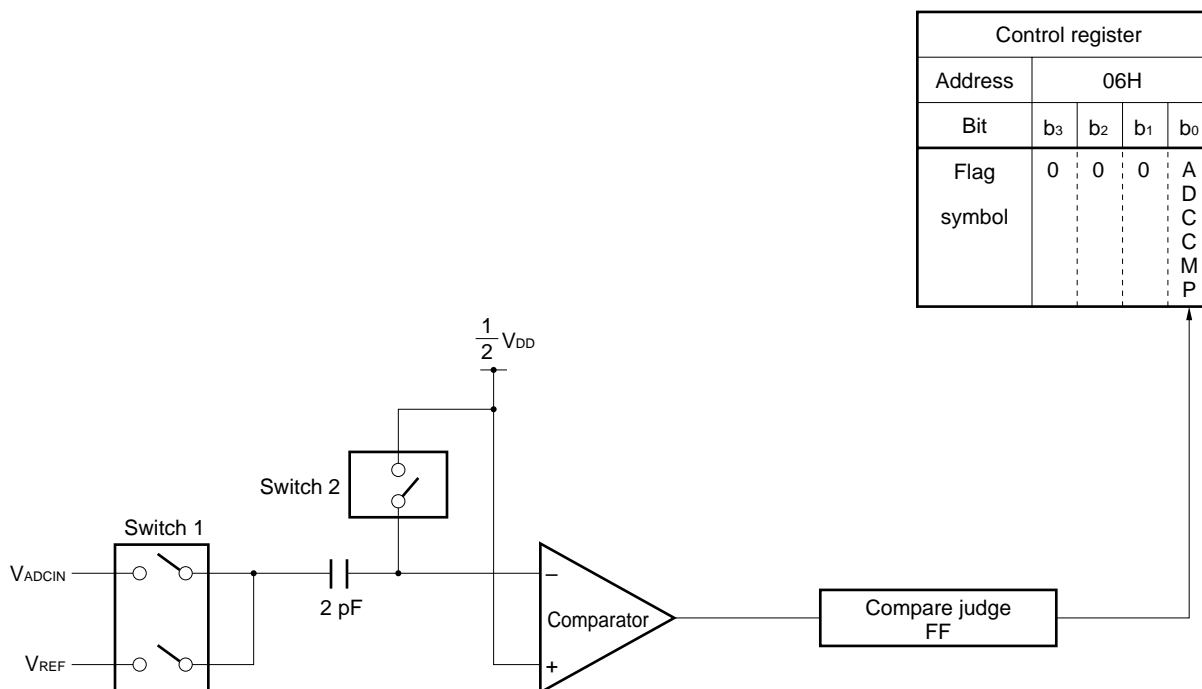 Control register
Address 06H
Bit b3 b2 b1 b0
Flag symbol 0 0 0 ADCCMP
1/2 VDD
Switch 2
Switch 1
VADCIN
2 pF
VREF
−
Comparator
+
Compare judge
FF